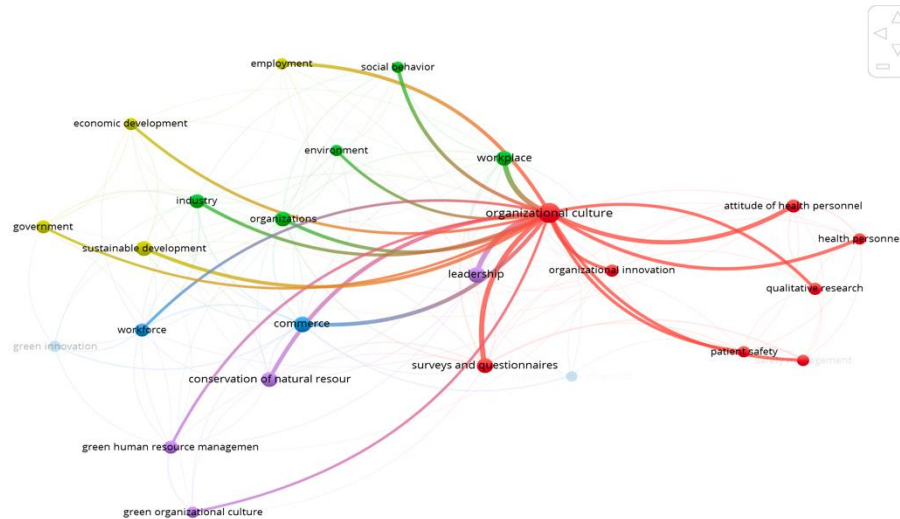 employment
social behavior
economic development
environment
workplace
industry
organizational culture
attitude of health personnel
organizations
government
health personne
sustainable development
leadership
organizational innovation
qualitative research
commerce
workforce
green innovation
patient safety
surveys and questionnaires
conservation of natural resour
green human resource managemen
green organizational culture